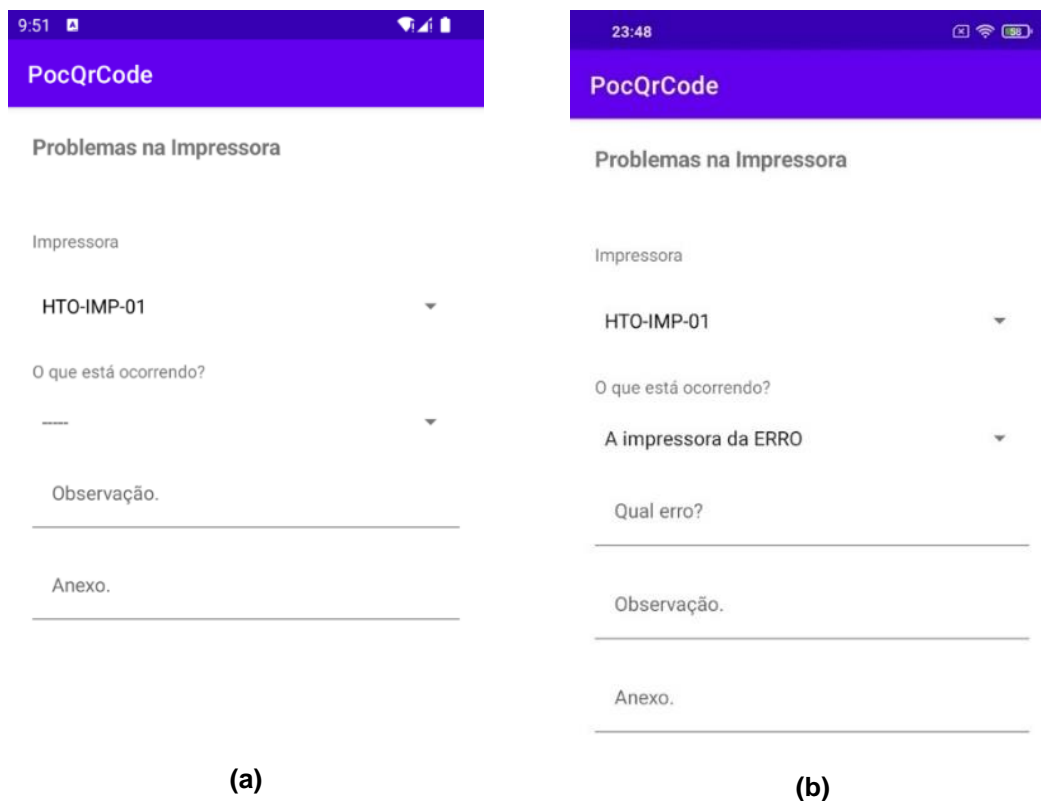 9:51
PocQrCode
Problemas na Impressora
Impressora
HTO-IMP-01
O que está ocorrendo?
-----
Observação.
Anexo.
(a)
23:48
58
PocQrCode
Problemas na Impressora
Impressora
HTO-IMP-01
O que está ocorrendo?
A impressora da ERRO
Qual erro?
Observação.
Anexo.
(b)